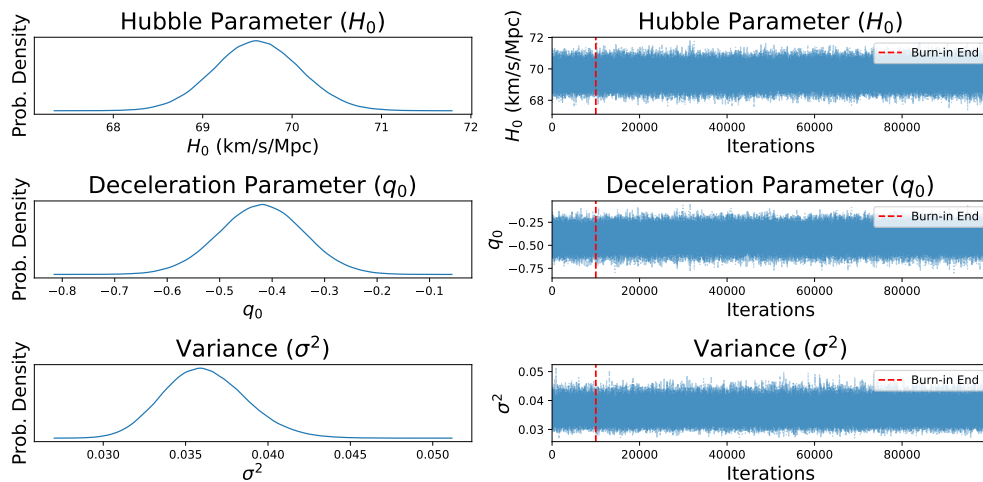 Hubble Parameter (H₀)
Prob. Density
68 69 70 71 72
H₀ (km/s/Mpc)
Hubble Parameter (H₀)
H₀ (km/s/Mpc)
72
70
68
Burn-in End
0 20000 40000 60000 80000
Iterations
Deceleration Parameter (q₀)
Prob. Density
−0.8 −0.7 −0.6 −0.5 −0.4 −0.3 −0.2 −0.1
q₀
Deceleration Parameter (q₀)
q₀
−0.25
−0.50
−0.75
Burn-in End
0 20000 40000 60000 80000
Iterations
Variance (σ²)
Prob. Density
0.030 0.035 0.040 0.045 0.050
σ²
Variance (σ²)
σ²
0.05
0.04
0.03
Burn-in End
0 20000 40000 60000 80000
Iterations